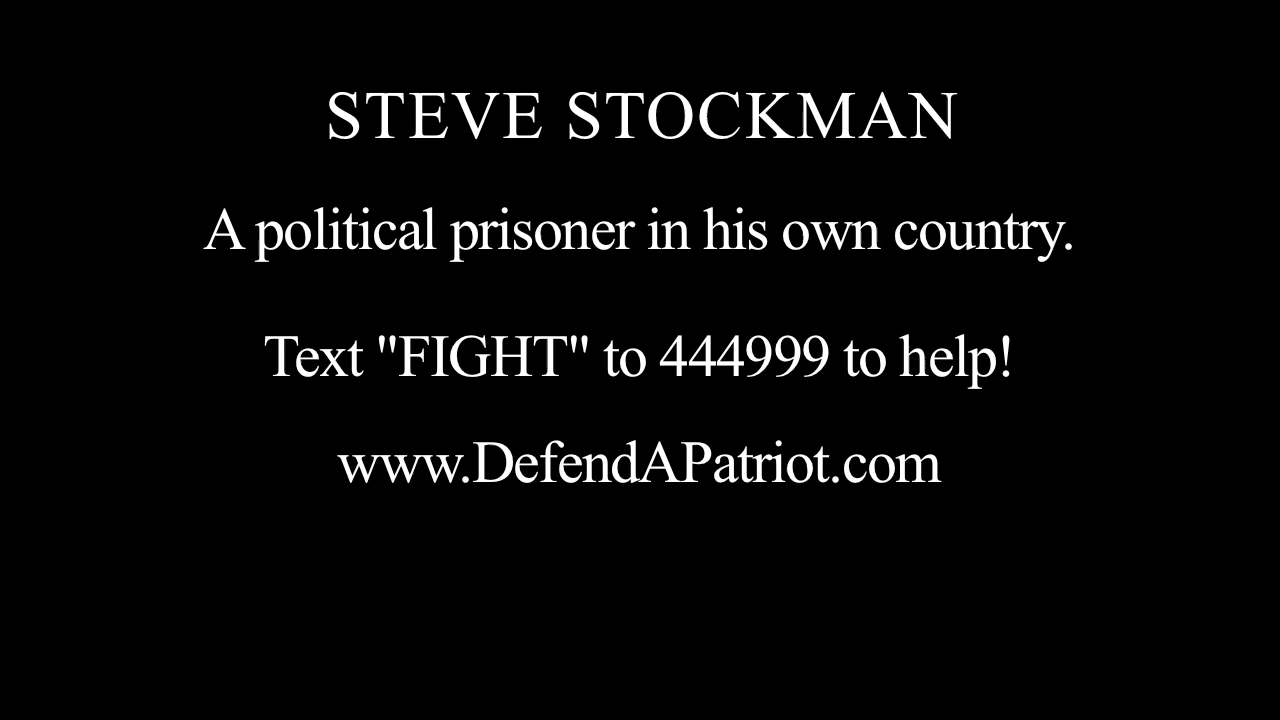 STEVE STOCKMAN
A political prisoner in his own country.
Text "FIGHT" to 444999 to help!
www.DefendAPatriot.com